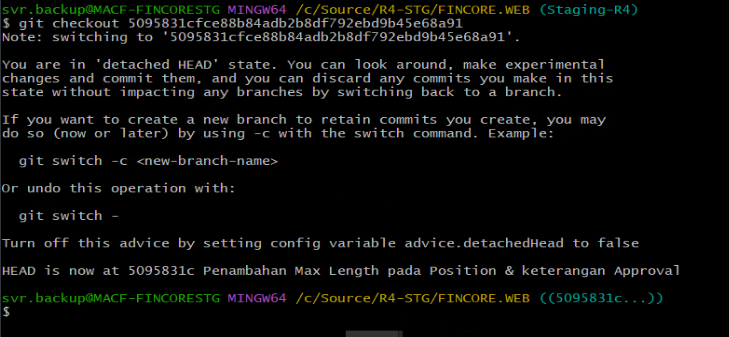 svr.backup@MACF-FINCORESTG MINGW64 /c/Source/R4-STG/FINCORE.WEB (Staging-R4)
$ git checkout 5095831cfce88b84adb2b8df792ebd9b45e68a91
Note: switching to '5095831cfce88b84adb2b8df792ebd9b45e68a91'.
You are in 'detached HEAD' state. You can look around, make experimental
changes and commit them, and you can discard any commits you make in this
state without impacting any branches by switching back to a branch.
If you want to create a new branch to retain commits you create, you may
do so (now or later) by using -c with the switch command. Example:
git switch -c <new-branch-name>
Or undo this operation with:
git switch -
Turn off this advice by setting config variable advice.detachedHead to false
HEAD is now at 5095831c Penambahan Max Length pada Position & keterangan Approval
svr.backup@MACF-FINCORESTG MINGW64 /c/Source/R4-STG/FINCORE.WEB ((5095831c...))
$